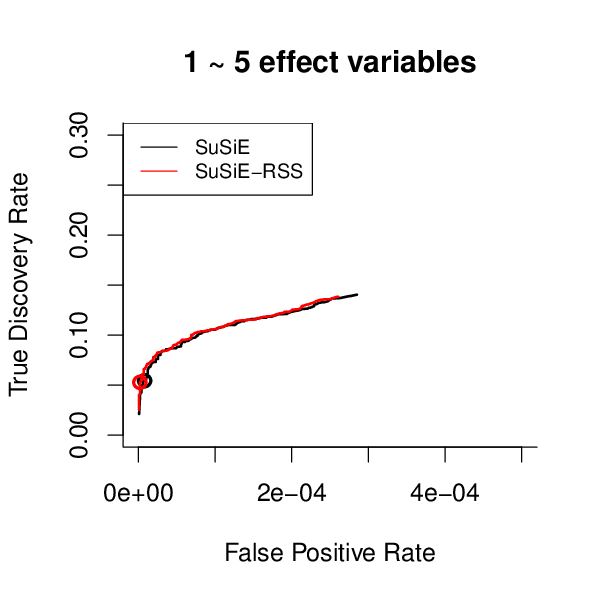 1 ~ 5 effect variables
SuSiE
SuSiE−RSS
True Discovery Rate
0.30
0.20
0.10
0.00
0e+00
2e−04
4e−04
False Positive Rate